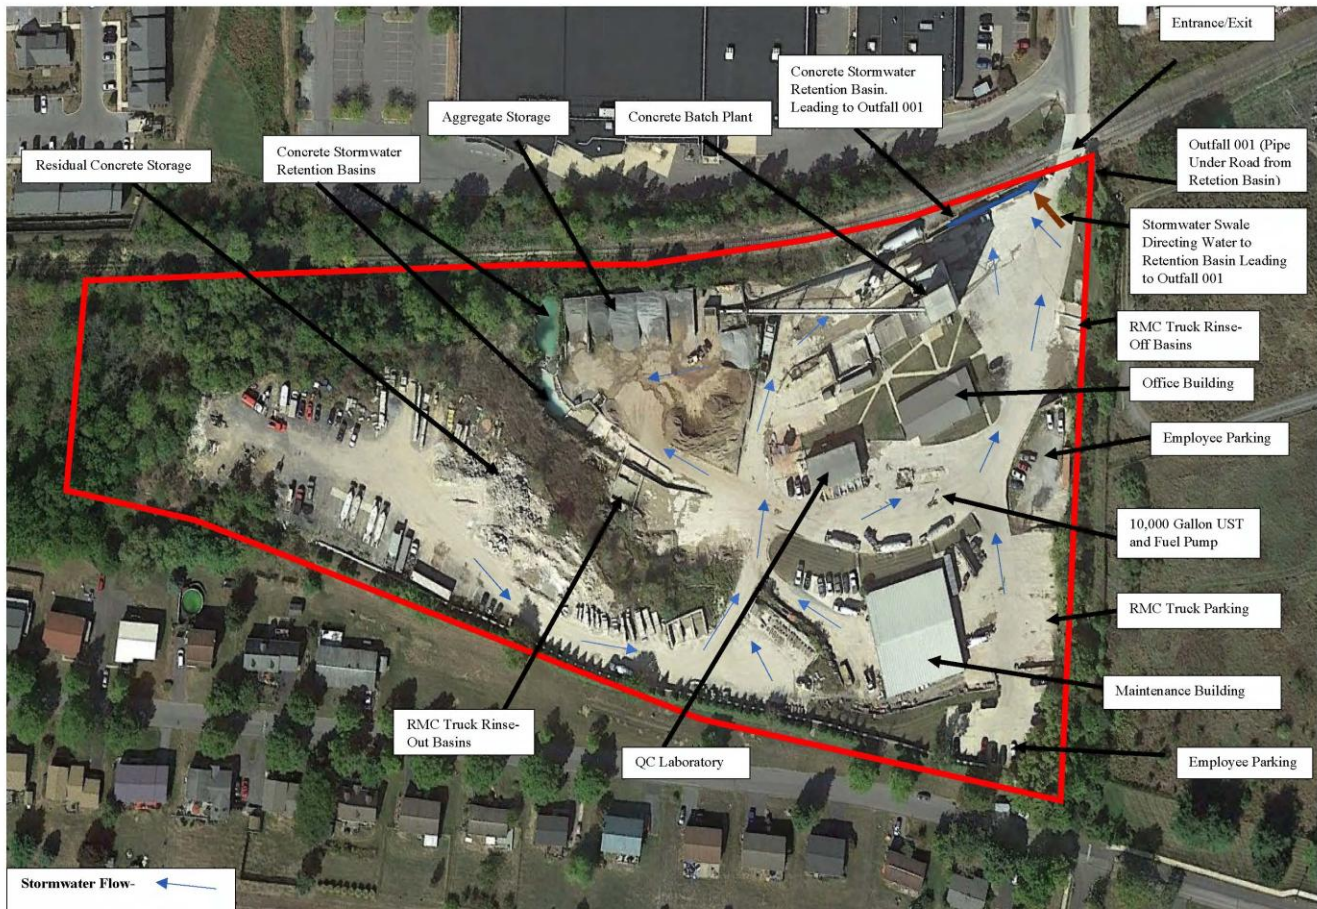 Entrance/Exit
Concrete Stormwater
Retention Basin.
Leading to Outfall 001
Aggregate Storage
Concrete Batch Plant
Concrete Stormwater
Retention Basins
Residual Concrete Storage
Outfall 001 (Pipe
Under Road from
Retetion Basin)
Stormwater Swale
Directing Water to
Retention Basin Leading
to Outfall 001
RMC Truck Rinse-
Off Basins
Office Building
Employee Parking
10,000 Gallon UST
and Fuel Pump
RMC Truck Parking
Maintenance Building
RMC Truck Rinse-
Out Basins
QC Laboratory
Employee Parking
Stormwater Flow-